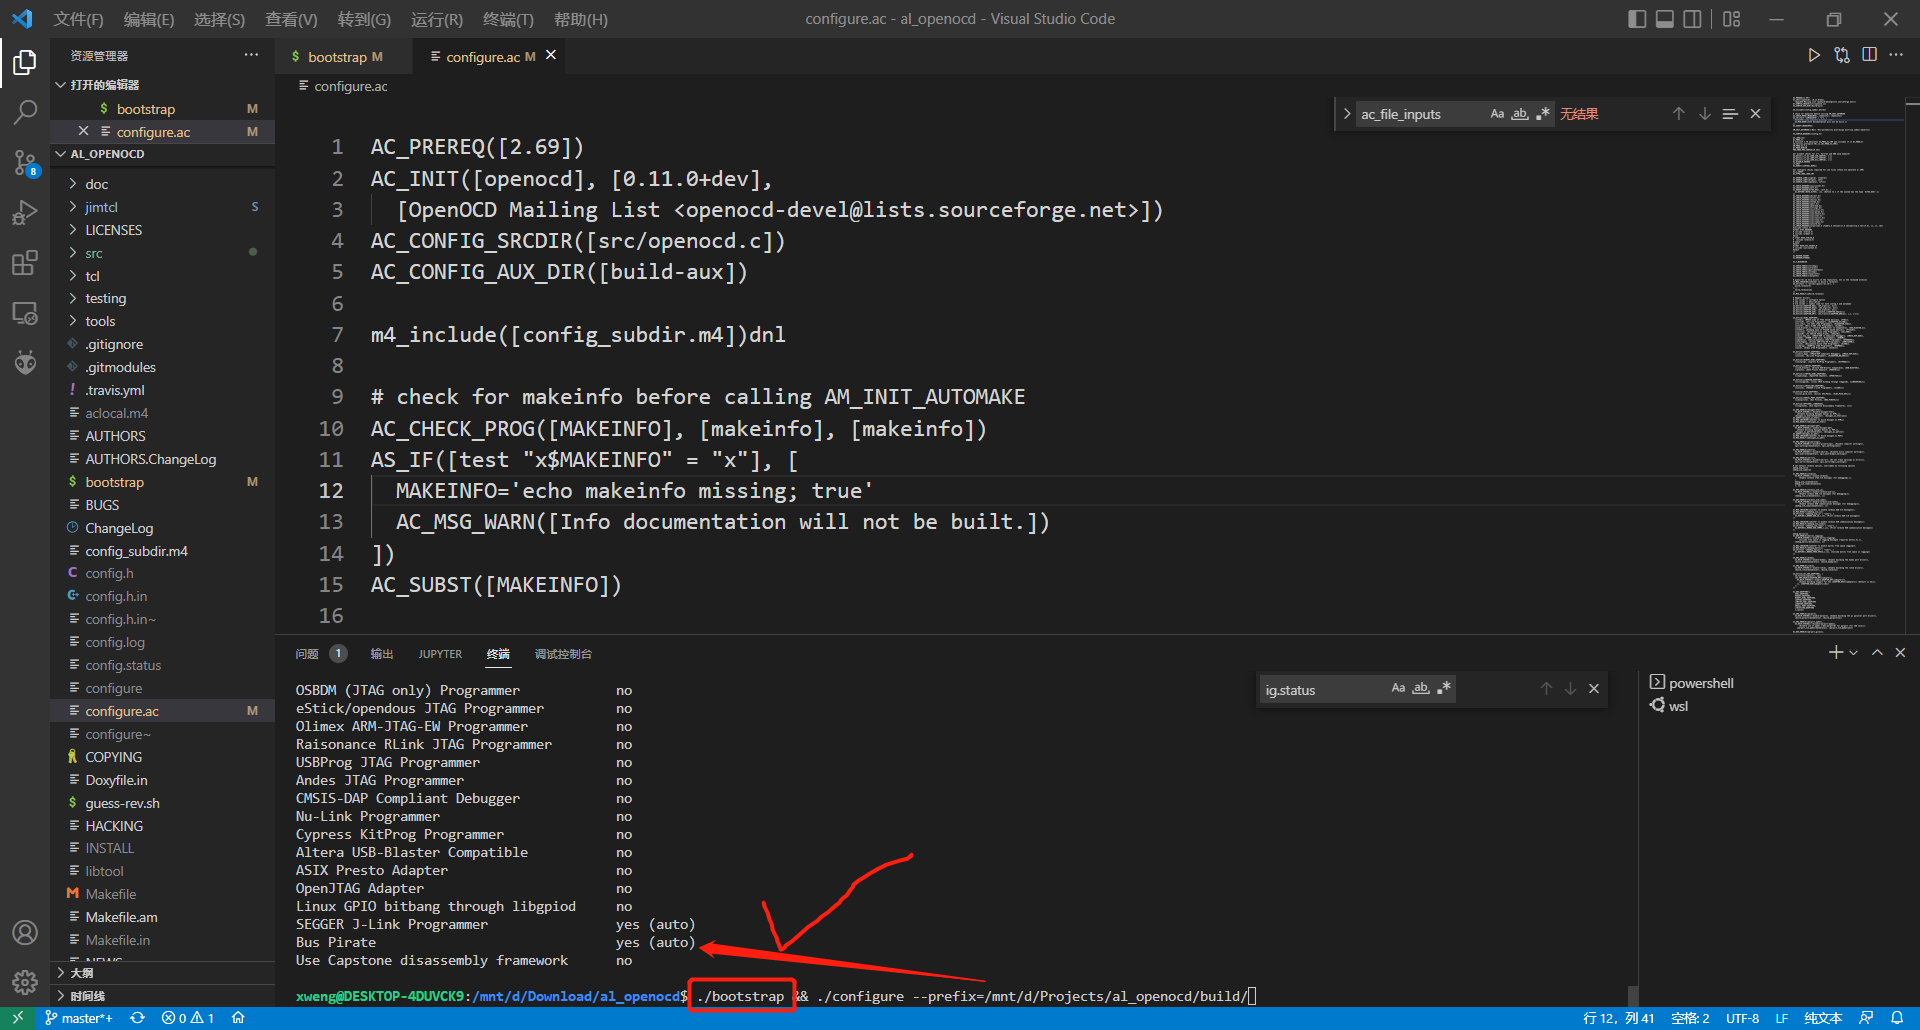 文件(F) 编辑(E) 选择(S) 查看(V) 转到(G) 运行(R) 终端(T) 帮助(H)
configure.ac - al_openocd - Visual Studio Code
资源管理器
打开的编辑器
$ bootstrap M
configure.ac M
AL_OPENOCD
8
doc
jimtcl S
LICENSES
src
tcl
testing
tools
.gitignore
.gitmodules
! .travis.yml
aclocal.m4
AUTHORS
AUTHORS.ChangeLog
$ bootstrap M
BUGS
ChangeLog
config_subdir.m4
C config.h
config.h.in
config.h.in~
config.log
config.status
configure
configure.ac M
configure~
COPYING
Doxyfile.in
$ guess-rev.sh
HACKING
INSTALL
libtool
M Makefile
Makefile.am
Makefile.in
NEWS
大纲
时间线
$ bootstrap M
configure.ac M
configure.ac
ac_file_inputs Aa ab .* 无结果
1 AC_PREREQ([2.69])
2 AC_INIT([openocd], [0.11.0+dev],
3 [OpenOCD Mailing List <openocd-devel@lists.sourceforge.net>])
4 AC_CONFIG_SRCDIR([src/openocd.c])
5 AC_CONFIG_AUX_DIR([build-aux])
6
7 m4_include([config_subdir.m4])dnl
8
9 # check for makeinfo before calling AM_INIT_AUTOMAKE
10 AC_CHECK_PROG([MAKEINFO], [makeinfo], [makeinfo])
11 AS_IF([test "x$MAKEINFO" = "x"], [
12 MAKEINFO='echo makeinfo missing; true'
13 AC_MSG_WARN([Info documentation will not be built.])
14 ])
15 AC_SUBST([MAKEINFO])
16
问题 1 输出 JUPYTER 终端 调试控制台
ig.status Aa ab .*
powershell
wsl
OSBDM (JTAG only) Programmer no
eStick/opendous JTAG Programmer no
Olimex ARM-JTAG-EW Programmer no
Raisonance RLink JTAG Programmer no
USBProg JTAG Programmer no
Andes JTAG Programmer no
CMSIS-DAP Compliant Debugger no
Nu-Link Programmer no
Cypress KitProg Programmer no
Altera USB-Blaster Compatible no
ASIX Presto Adapter no
OpenJTAG Adapter no
Linux GPIO bitbang through libgpiod no
SEGGER J-Link Programmer yes (auto)
Bus Pirate yes (auto)
Use Capstone disassembly framework no
xweng@DESKTOP-4DUVCK9:/mnt/d/Download/al_openocd$ ./bootstrap && ./configure --prefix=/mnt/d/Projects/al_openocd/build/
master*+ 0 1
行 12，列 41 空格: 2 UTF-8 LF 纯文本